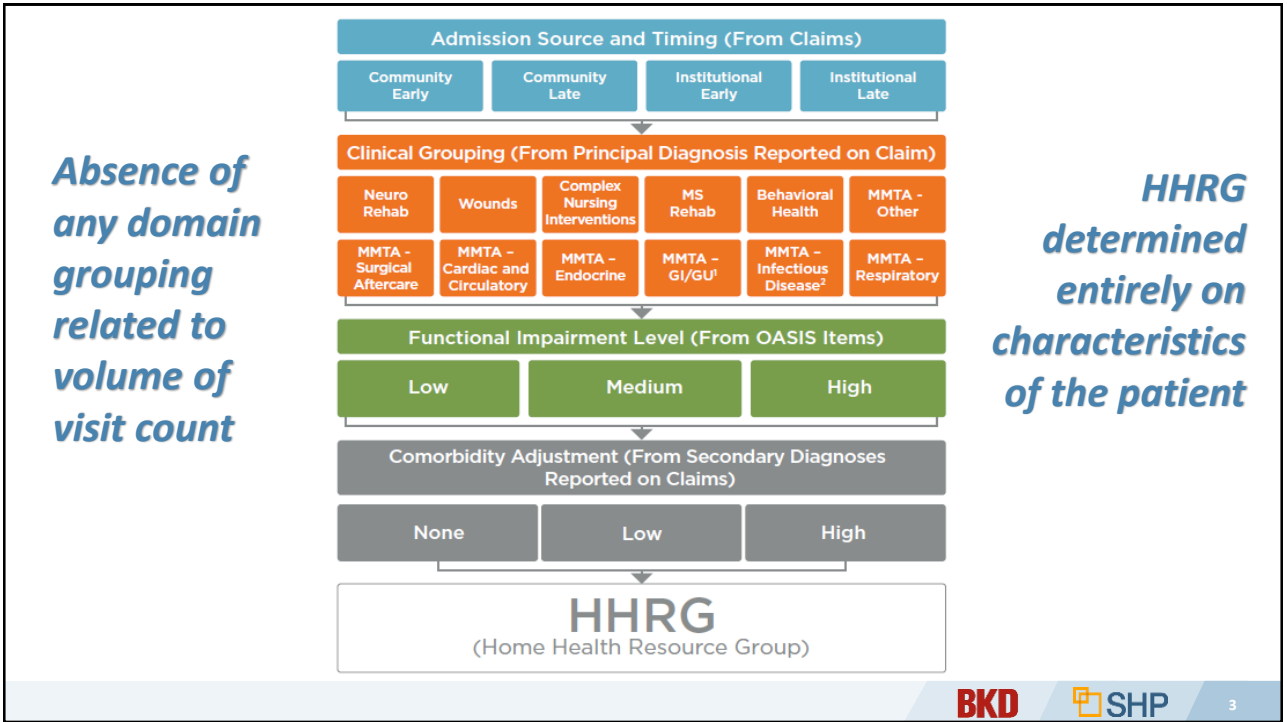 Admission Source and Timing (From Claims)
Community
Early
Community
Late
Institutional
Early
Institutional
Late
Clinical Grouping (From Principal Diagnosis Reported on Claim)
Neuro
Rehab
Wounds
Complex
Nursing
Interventions
MS
Rehab
Behavioral
Health
MMTA -
Other
MMTA -
Surgical
Aftercare
MMTA –
Cardiac and
Circulatory
MMTA –
Endocrine
MMTA –
GI/GU¹
MMTA –
Infectious
Disease²
MMTA –
Respiratory
Functional Impairment Level (From OASIS Items)
Low
Medium
High
Comorbidity Adjustment (From Secondary Diagnoses
Reported on Claims)
None
Low
High
HHRG
(Home Health Resource Group)
Absence of
any domain
grouping
related to
volume of
visit count
HHRG
determined
entirely on
characteristics
of the patient
BKD
SHP
3